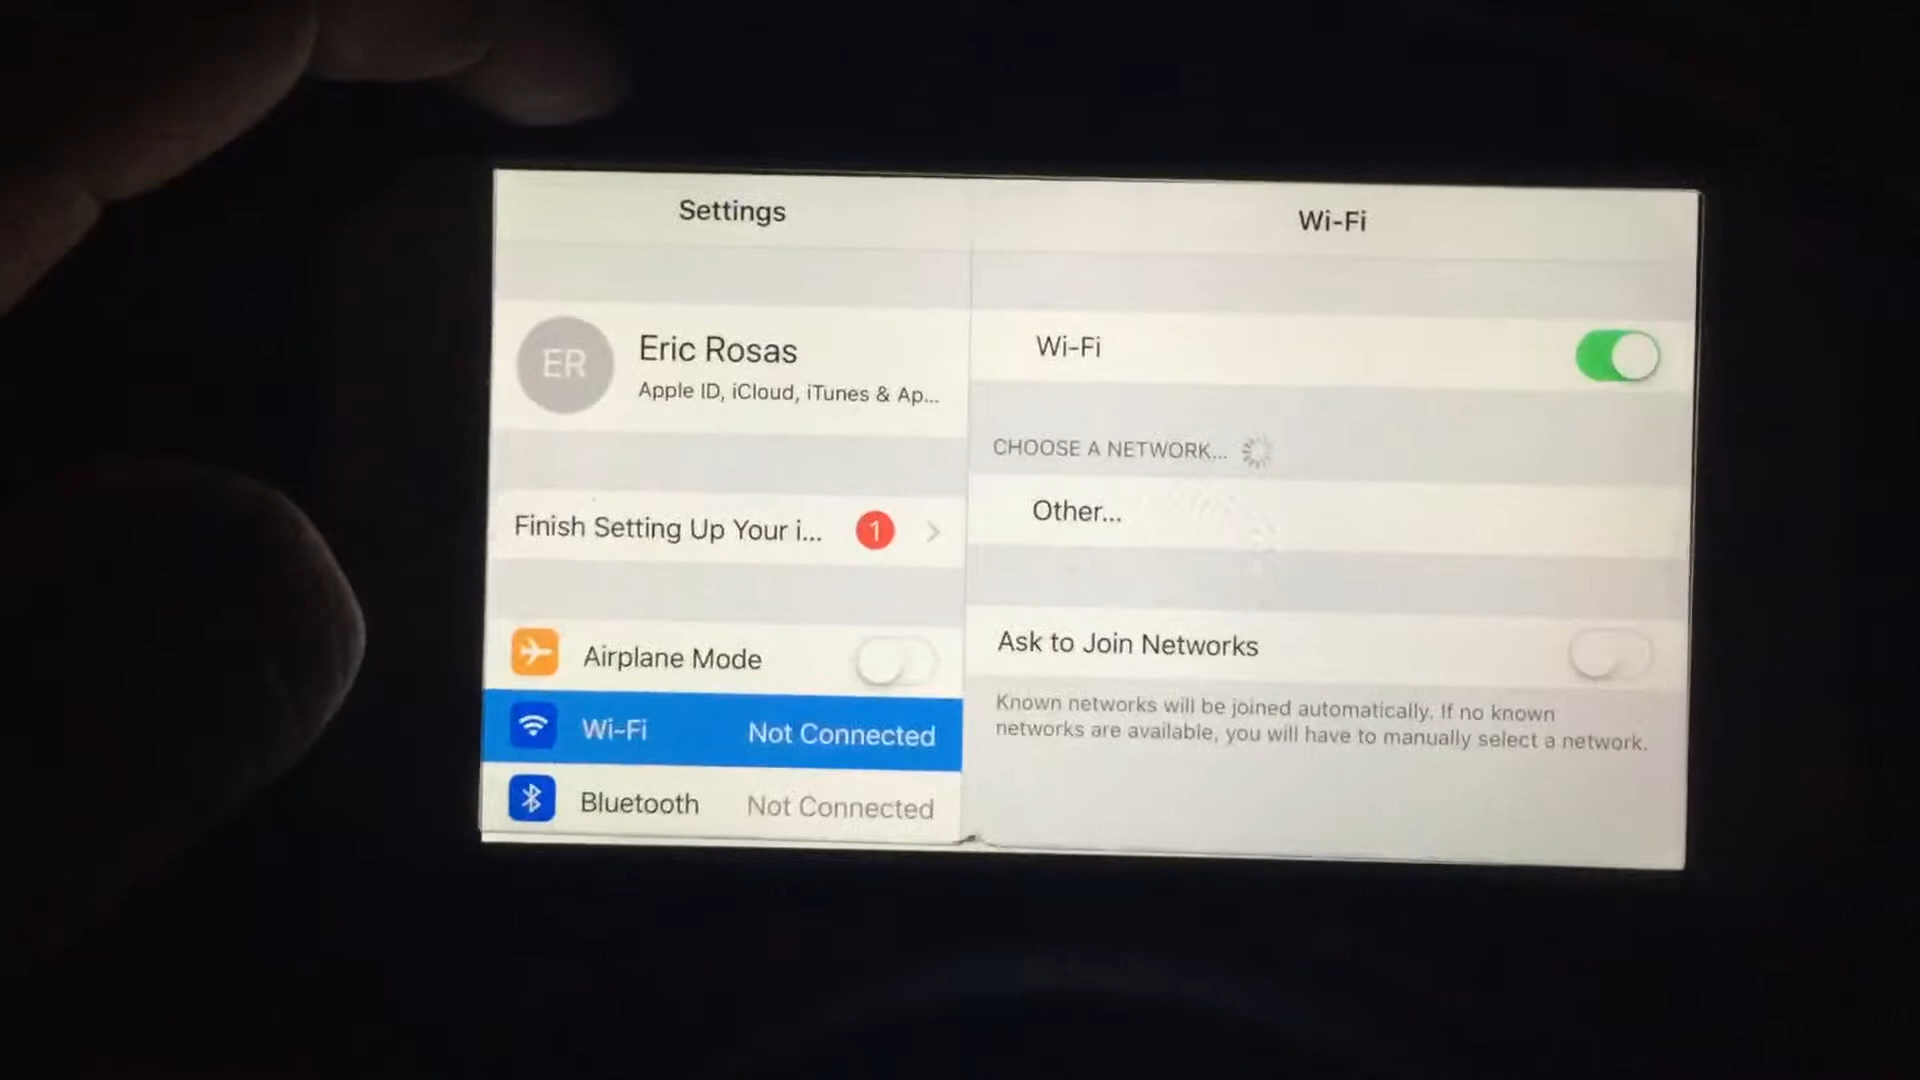 Settings
Wi-Fi
ER
Eric Rosas
Apple ID, iCloud, iTunes & Ap...
Finish Setting Up Your i...
1
Airplane Mode
Wi-Fi
Not Connected
Bluetooth
Not Connected
Wi-Fi
CHOOSE A NETWORK...
Other...
Ask to Join Networks
Known networks will be joined automatically. If no known
networks are available, you will have to manually select a network.